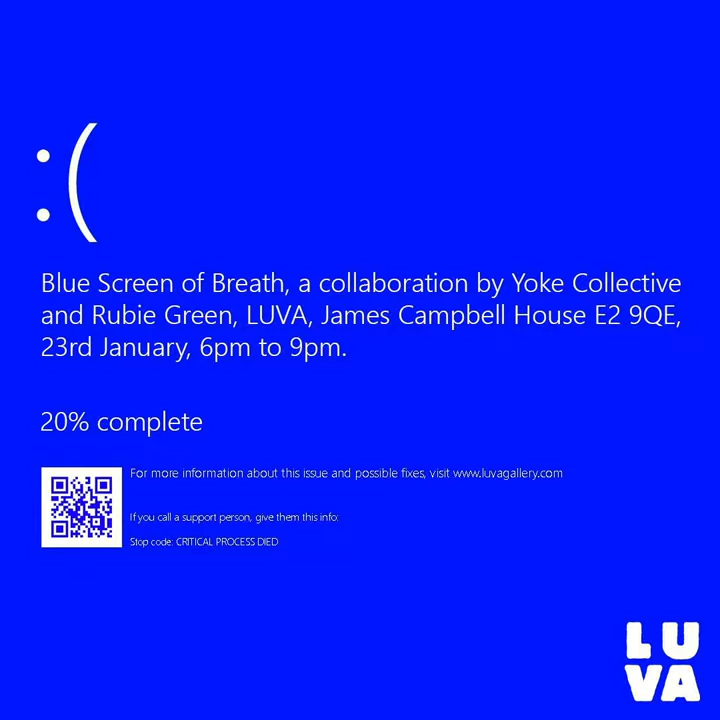 :(
Blue Screen of Breath, a collaboration by Yoke Collective
and Rubie Green, LUVA, James Campbell House E2 9QE,
23rd January, 6pm to 9pm.
20% complete
For more information about this issue and possible fixes, visit www.luvagallery.com
If you call a support person, give them this info:
Stop code: CRITICAL PROCESS DIED
LU
VA